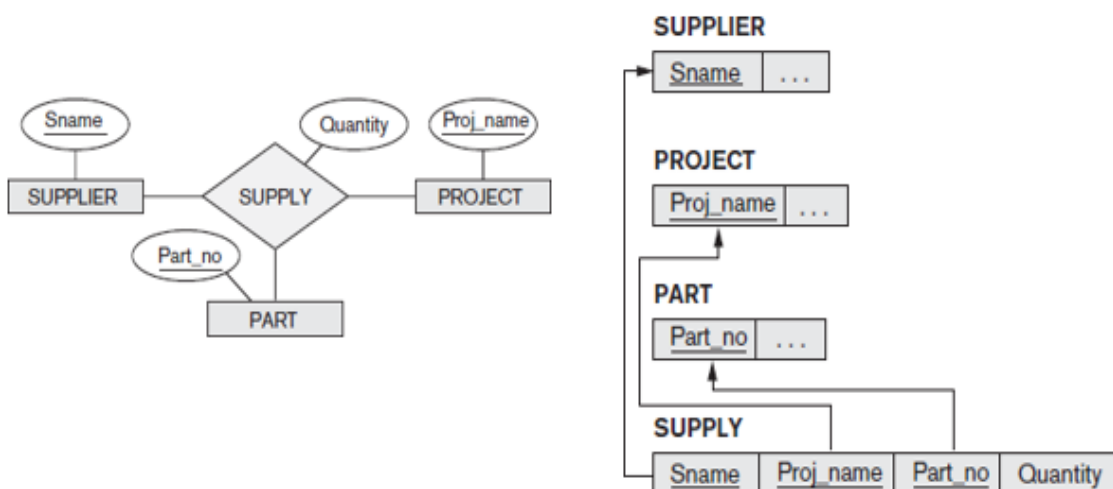 Sname
Quantity
Proj_name
SUPPLIER
SUPPLY
PROJECT
Part_no
PART
SUPPLIER
Sname ...
PROJECT
Proj_name ...
PART
Part_no ...
SUPPLY
Sname Proj_name Part_no Quantity